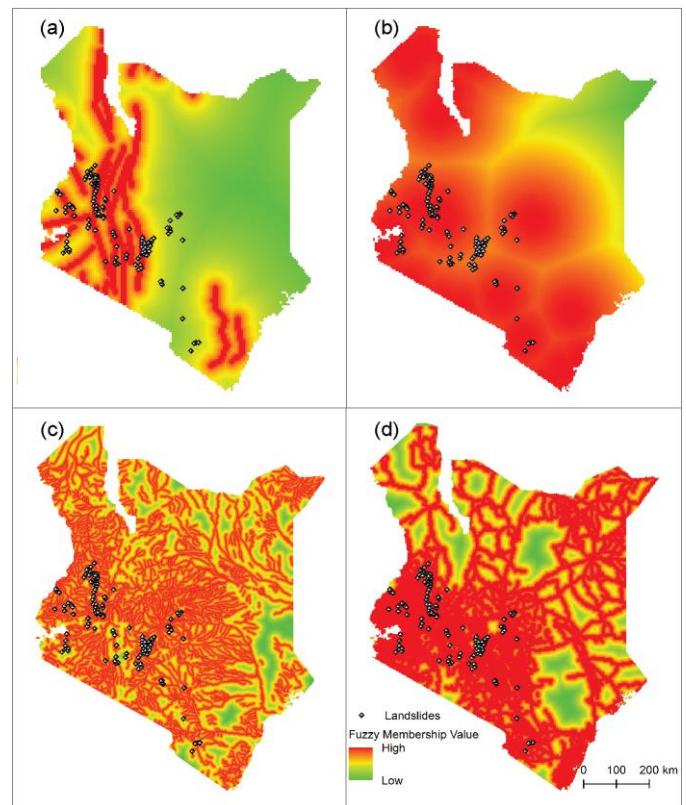 (a)
(b)
(c)
(d)
Landslides
Fuzzy Membership Value
High
Low
0 100 200 km